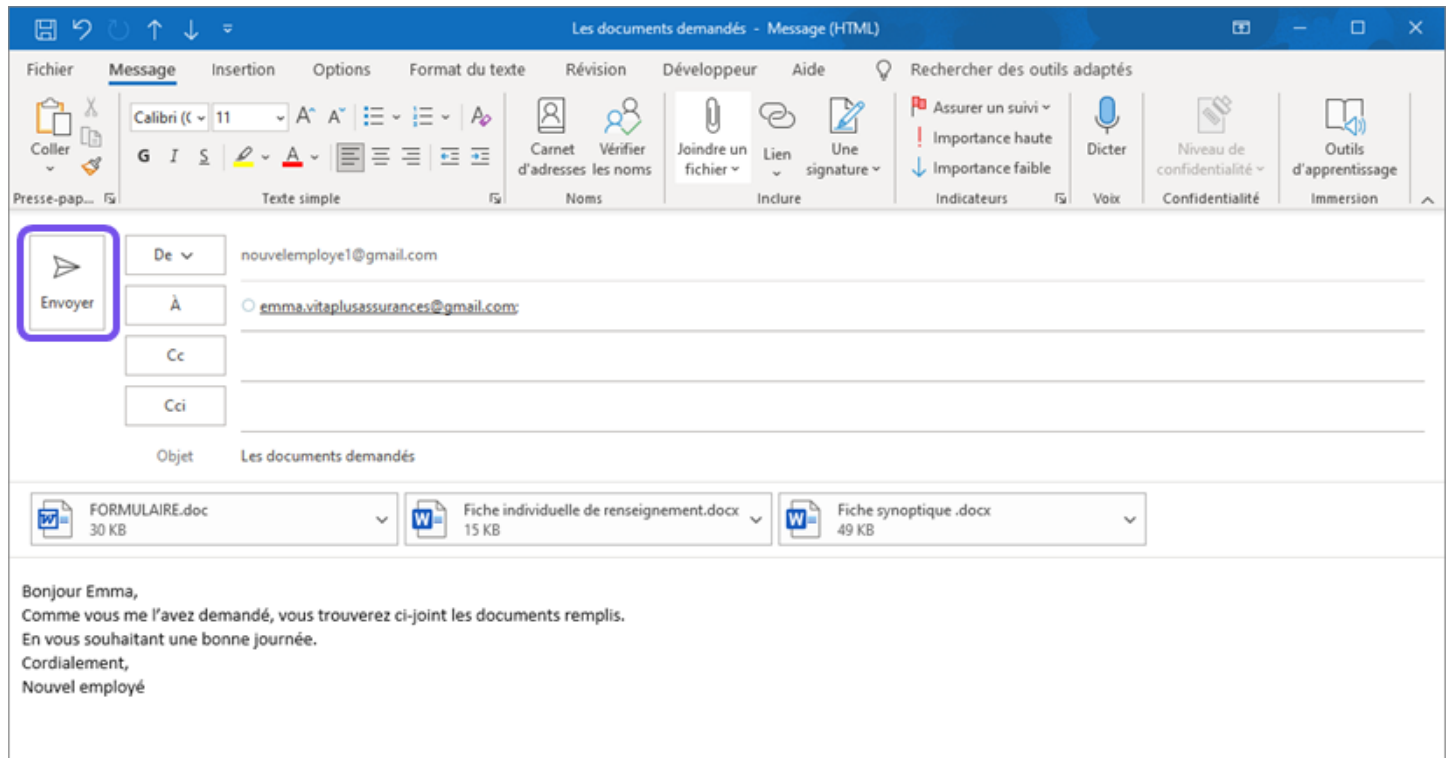 Les documents demandés - Message (HTML)
Fichier Message Insertion Options Format du texte Révision Développeur Aide Rechercher des outils adaptés
Coller
Presse-pap...
Calibri (C 11
G I S
Texte simple
Carnet d'adresses
Vérifier les noms
Noms
Joindre un fichier
Lien
Une signature
Inclure
Assurer un suivi
Importance haute
Importance faible
Indicateurs
Dicter
Voix
Niveau de confidentialité
Confidentialité
Outils d'apprentissage
Immersion
Envoyer
De nouvelemploye1@gmail.com
À emma.vitaplusassurances@gmail.com;
Cc
Cci
Objet Les documents demandés
FORMULAIRE.doc
30 KB
Fiche individuelle de renseignement.docx
15 KB
Fiche synoptique .docx
49 KB
Bonjour Emma,
Comme vous me l'avez demandé, vous trouverez ci-joint les documents remplis.
En vous souhaitant une bonne journée.
Cordialement,
Nouvel employé